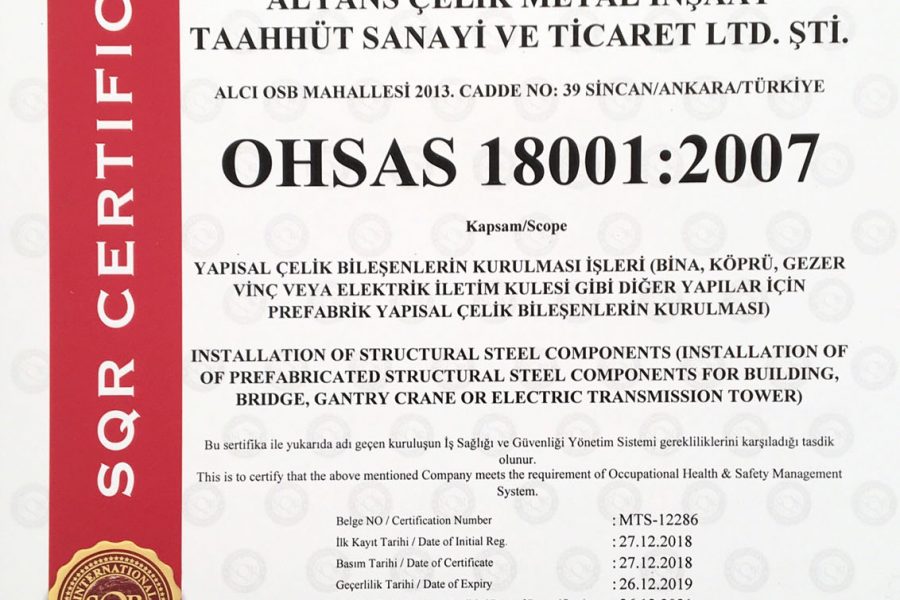 ALYANS ÇELİK METAL İNŞAAT
TAAHHÜT SANAYİ VE TİCARET LTD. ŞTİ.
ALCI OSB MAHALLESİ 2013. CADDE NO: 39 SİNCAN/ANKARA/TÜRKİYE
OHSAS 18001:2007
Kapsam/Scope
YAPISAL ÇELİK BİLEŞENLERİN KURULMASI İŞLERİ (BİNA, KÖPRÜ, GEZER
VİNÇ VEYA ELEKTRİK İLETİM KULESİ GİBİ DİĞER YAPILAR İÇİN
PREFABRİK YAPISAL ÇELİK BİLEŞENLERİN KURULMASI)
INSTALLATION OF STRUCTURAL STEEL COMPONENTS (INSTALLATION OF
OF PREFABRICATED STRUCTURAL STEEL COMPONENTS FOR BUILDING,
BRIDGE, GANTRY CRANE OR ELECTRIC TRANSMISSION TOWER)
Bu sertifika ile yukarıda adı geçen kuruluşun İş Sağlığı ve Güvenliği Yönetim Sistemi gerekliliklerini karşıladığı tasdik
olunur.
This is to certify that the above mentioned Company meets the requirement of Occupational Health & Safety Management
System.
Belge NO / Certification Number : MTS-12286
İlk Kayıt Tarihi / Date of Initial Reg. : 27.12.2018
Basım Tarihi / Date of Certificate : 27.12.2018
Geçerlilik Tarihi / Date of Expiry : 26.12.2019
SQR CERTIFIC
INTERNATIONAL